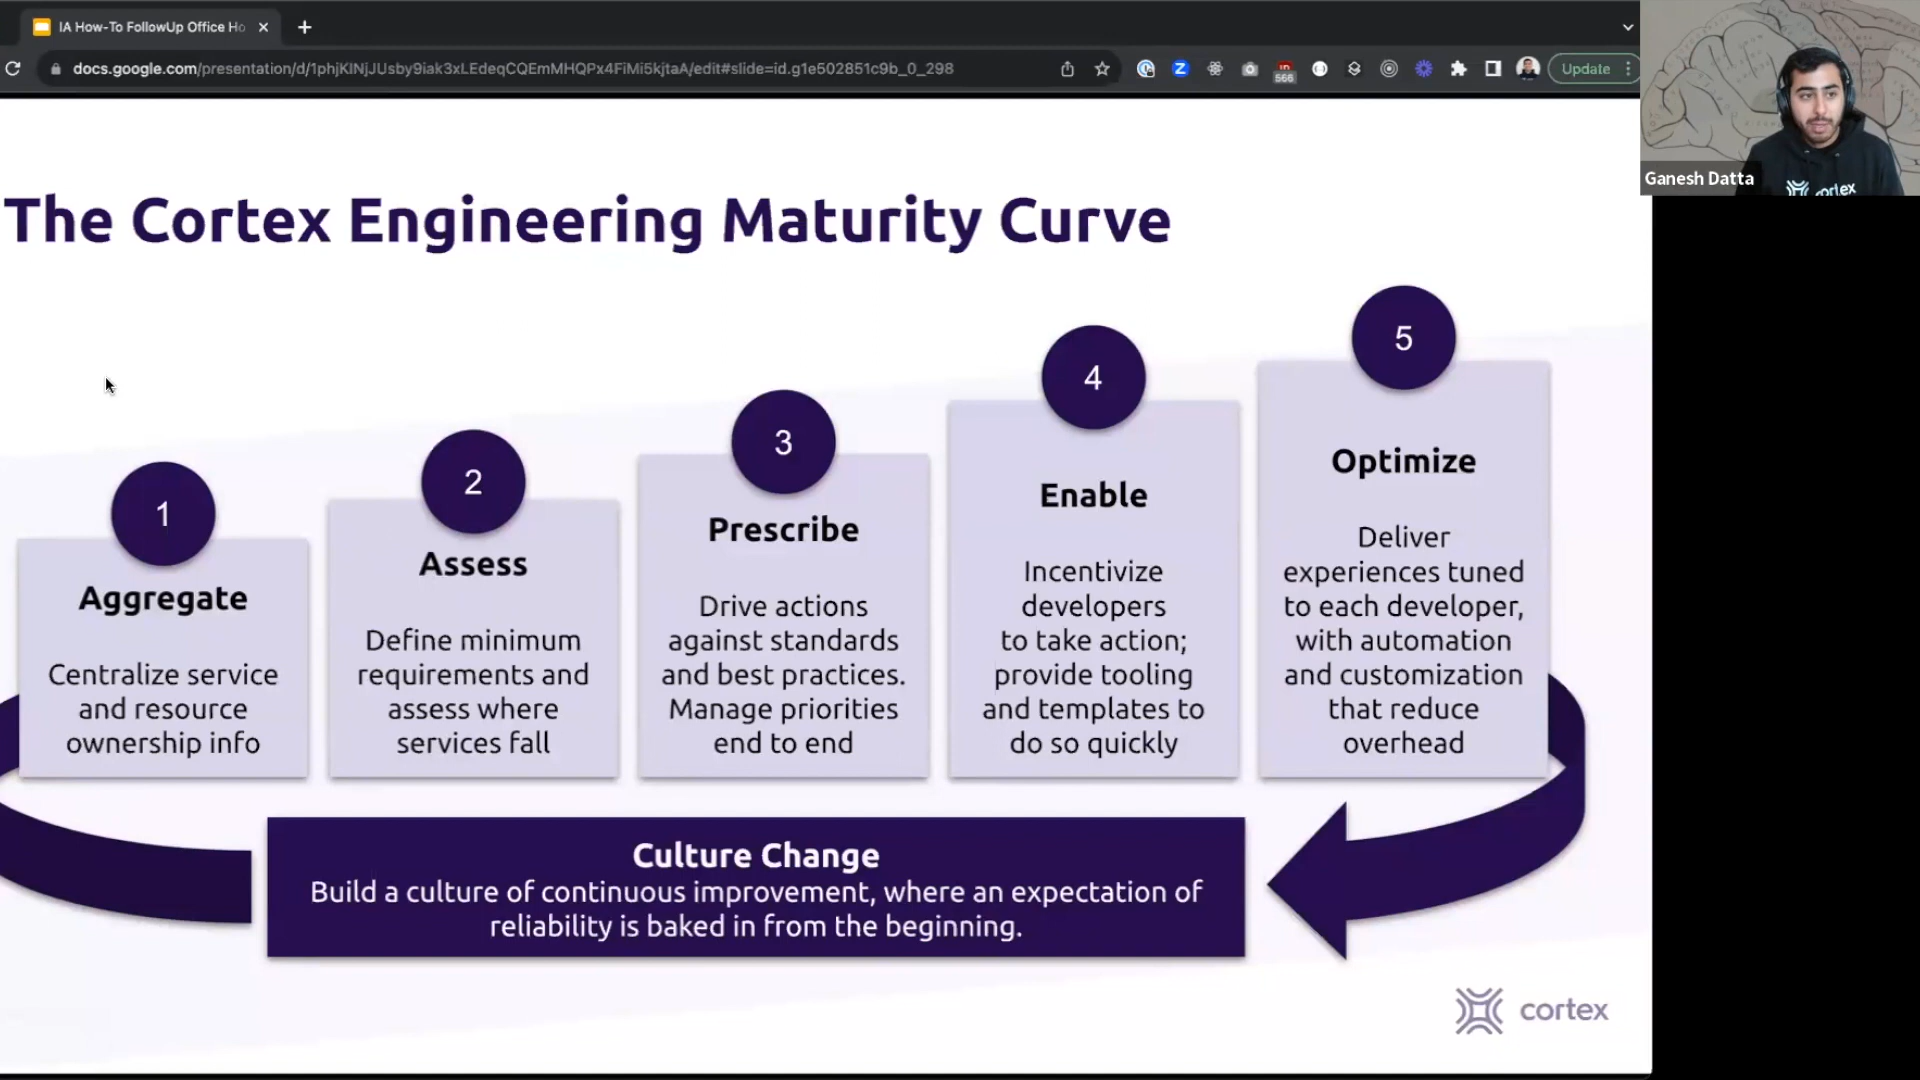 IA How-To FollowUp Office Ho
docs.google.com/presentation/d/1phjKlNjJUsby9iak3xLEdeqCQEmMHQPx4FiMi5kjtaA/edit#slide=id.g1e502851c9b_0_298
566
Update
Ganesh Datta
cortex
The Cortex Engineering Maturity Curve
1
Aggregate
Centralize service
and resource
ownership info
2
Assess
Define minimum
requirements and
assess where
services fall
3
Prescribe
Drive actions
against standards
and best practices.
Manage priorities
end to end
4
Enable
Incentivize
developers
to take action;
provide tooling
and templates to
do so quickly
5
Optimize
Deliver
experiences tuned
to each developer,
with automation
and customization
that reduce
overhead
Culture Change
Build a culture of continuous improvement, where an expectation of
reliability is baked in from the beginning.
cortex